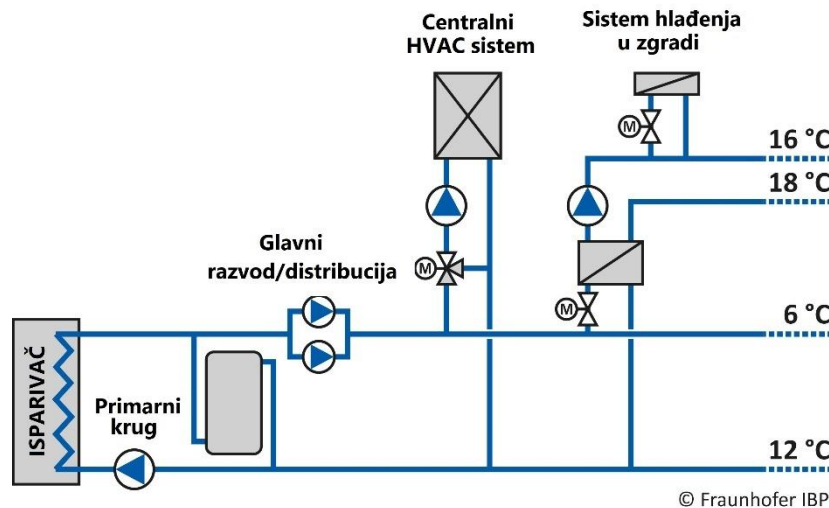 Centralni
HVAC sistem
Sistem hlađenja
u zgradi
M
16 °C
18 °C
Glavni
razvod/distribucija
M
M
6 °C
ISPARIVAČ
Primarni
krug
12 °C
© Fraunhofer IBP